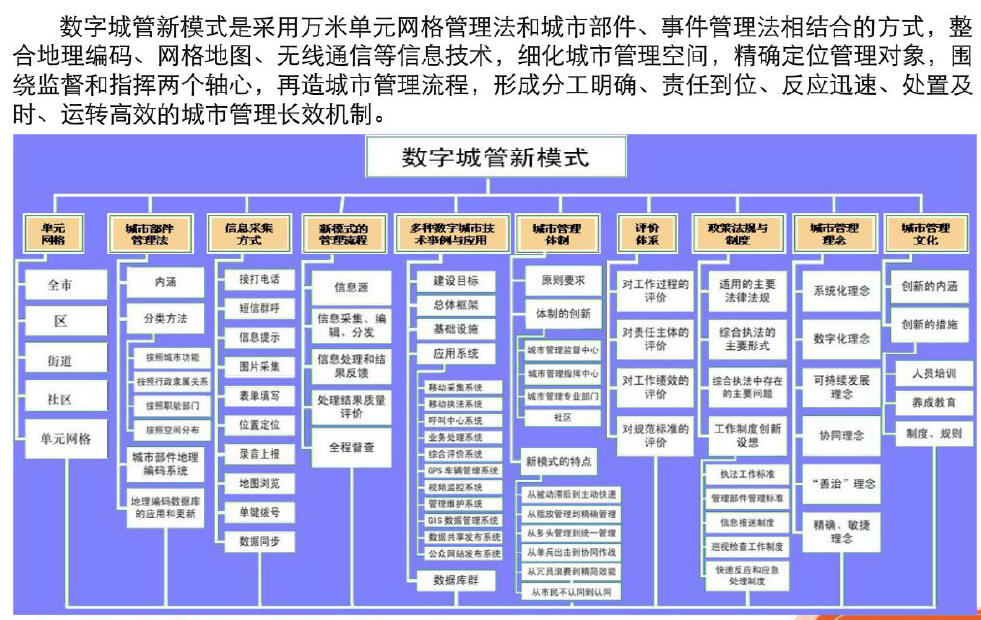 数字城管新模式是采用万米单元网格管理法和城市部件、事件管理法相结合的方式，整
合地理编码、网格地图、无线通信等信息技术，细化城市管理空间，精确定位管理对象，围
绕监督和指挥两个轴心，再造城市管理流程，形成分工明确、责任到位、反应迅速、处置及
时、运转高效的城市管理长效机制。
数字城管新模式
单元
网格
全市
区
街道
社区
单元网格
城市部件
管理法
内涵
分类方法
按照城市功能
按照行政隶属关系
按照职能部门
按照空间分布
城市部件地理
编码系统
地理编码数据库
的应用和更新
信息采集
方式
接打电话
短信群呼
信息提示
图片采集
表单填写
位置定位
录音上报
地图浏览
单键拨号
数据同步
新模式的
管理流程
信息源
信息采集、编
辑、分发
信息处理和结
果反馈
处理结果质量
评价
全程督查
多种数字城市技
术事例与应用
建设目标
总体框架
基础设施
应用系统
移动采集系统
移动执法系统
呼叫中心系统
业务处理系统
综合评价系统
GPS 车辆管理系统
视频监控系统
管理维护系统
GIS 数据管理系统
数据共享发布系统
公众网站发布系统
数据库群
城市管理
体制
原则要求
体制的创新
城市管理监督中心
城市管理指挥中心
城市管理专业部门
社区
新模式的特点
从被动滞后到主动快速
从粗放管理到精确管理
从多头管理到统一管理
从单兵出击到协同作战
从冗员浪费到精简效能
从市民不认同到认同
评价
体系
对工作过程的
评价
对责任主体的
评价
对工作绩效的
评价
对规范标准的
评价
政策法规与
制度
适用的主要
法律法规
综合执法的
主要形式
综合执法中存在
的主要问题
工作制度创新
设想
执法工作标准
管理部件管理标准
信息报送制度
巡视检查工作制度
快速反应和应急
处理制度
城市管理
理念
系统化理念
数字化理念
可持续发展
理念
协同理念
“善治”理念
精确、敏捷
理念
城市管理
文化
创新的内涵
创新的措施
人员培训
养成教育
制度、规则